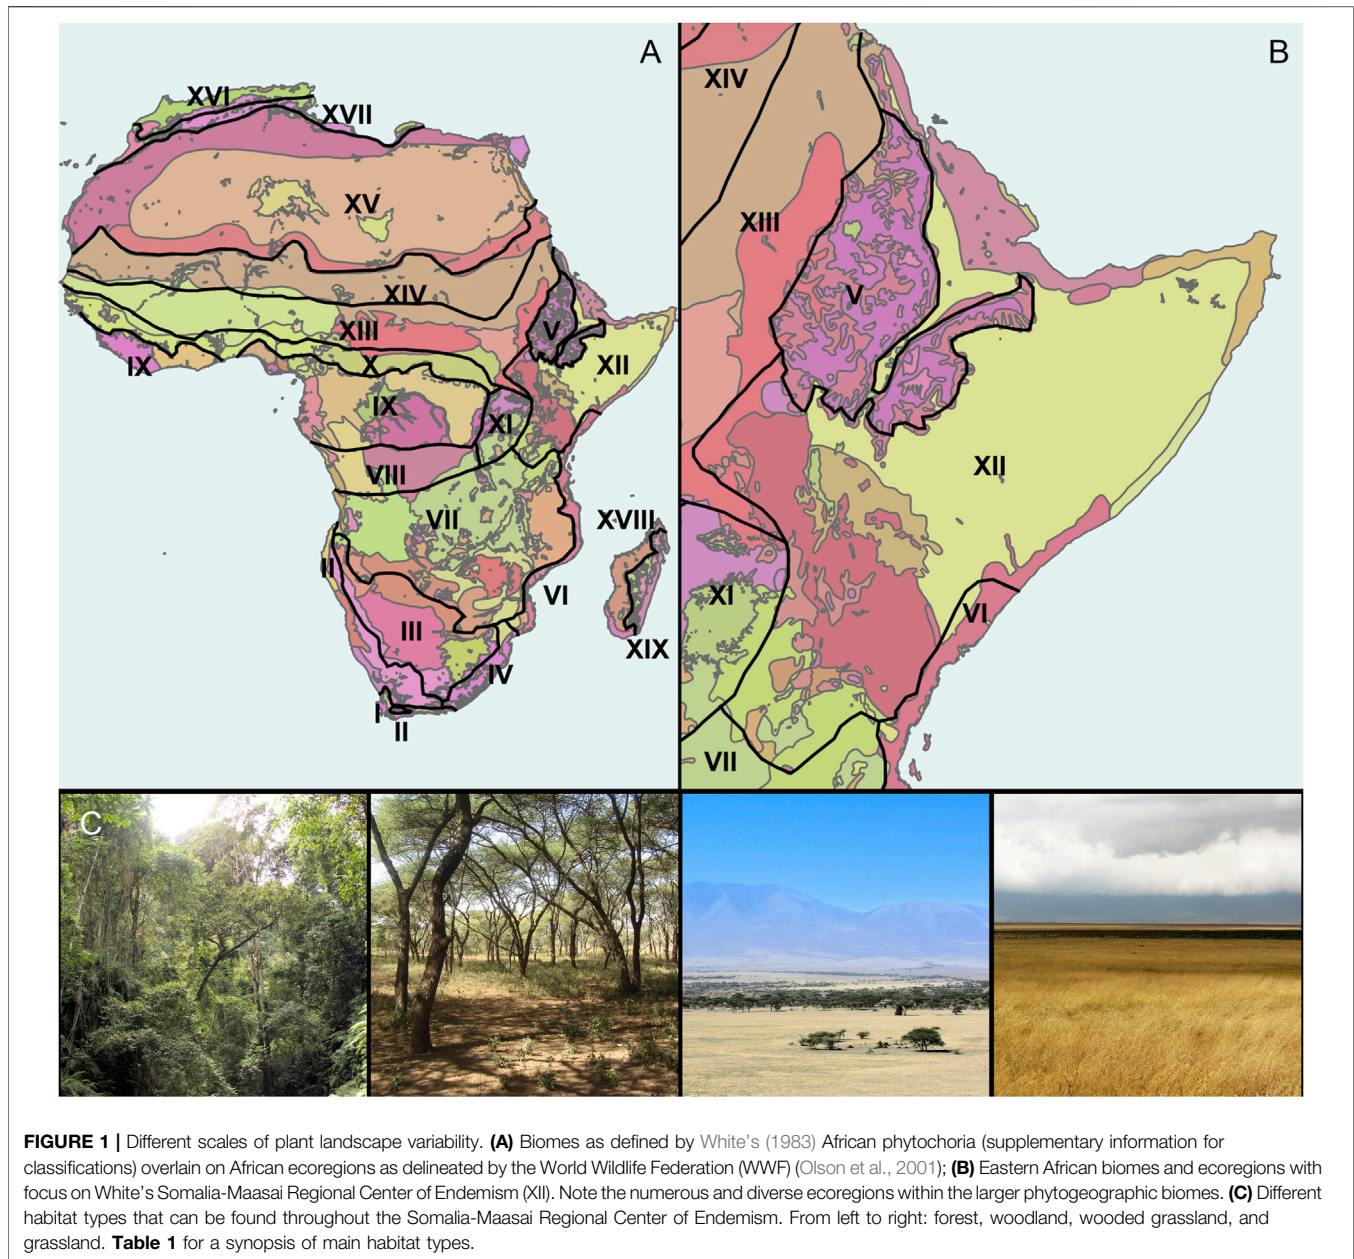 A
B
XVI
XVII
XV
XIV
XIII
X
IX
IX
V
XII
XI
VIII
VII
XVIII
II
VI
III
XIX
IV
I
II
XIV
XIII
V
XII
XI
VI
VII
C
FIGURE 1 | Different scales of plant landscape variability. (A) Biomes as defined by White's (1983) African phytochoria (supplementary information for
classifications) overlain on African ecoregions as delineated by the World Wildlife Federation (WWF) (Olson et al., 2001); (B) Eastern African biomes and ecoregions with
focus on White's Somalia-Maasai Regional Center of Endemism (XII). Note the numerous and diverse ecoregions within the larger phytogeographic biomes. (C) Different
habitat types that can be found throughout the Somalia-Maasai Regional Center of Endemism. From left to right: forest, woodland, wooded grassland, and
grassland. Table 1 for a synopsis of main habitat types.